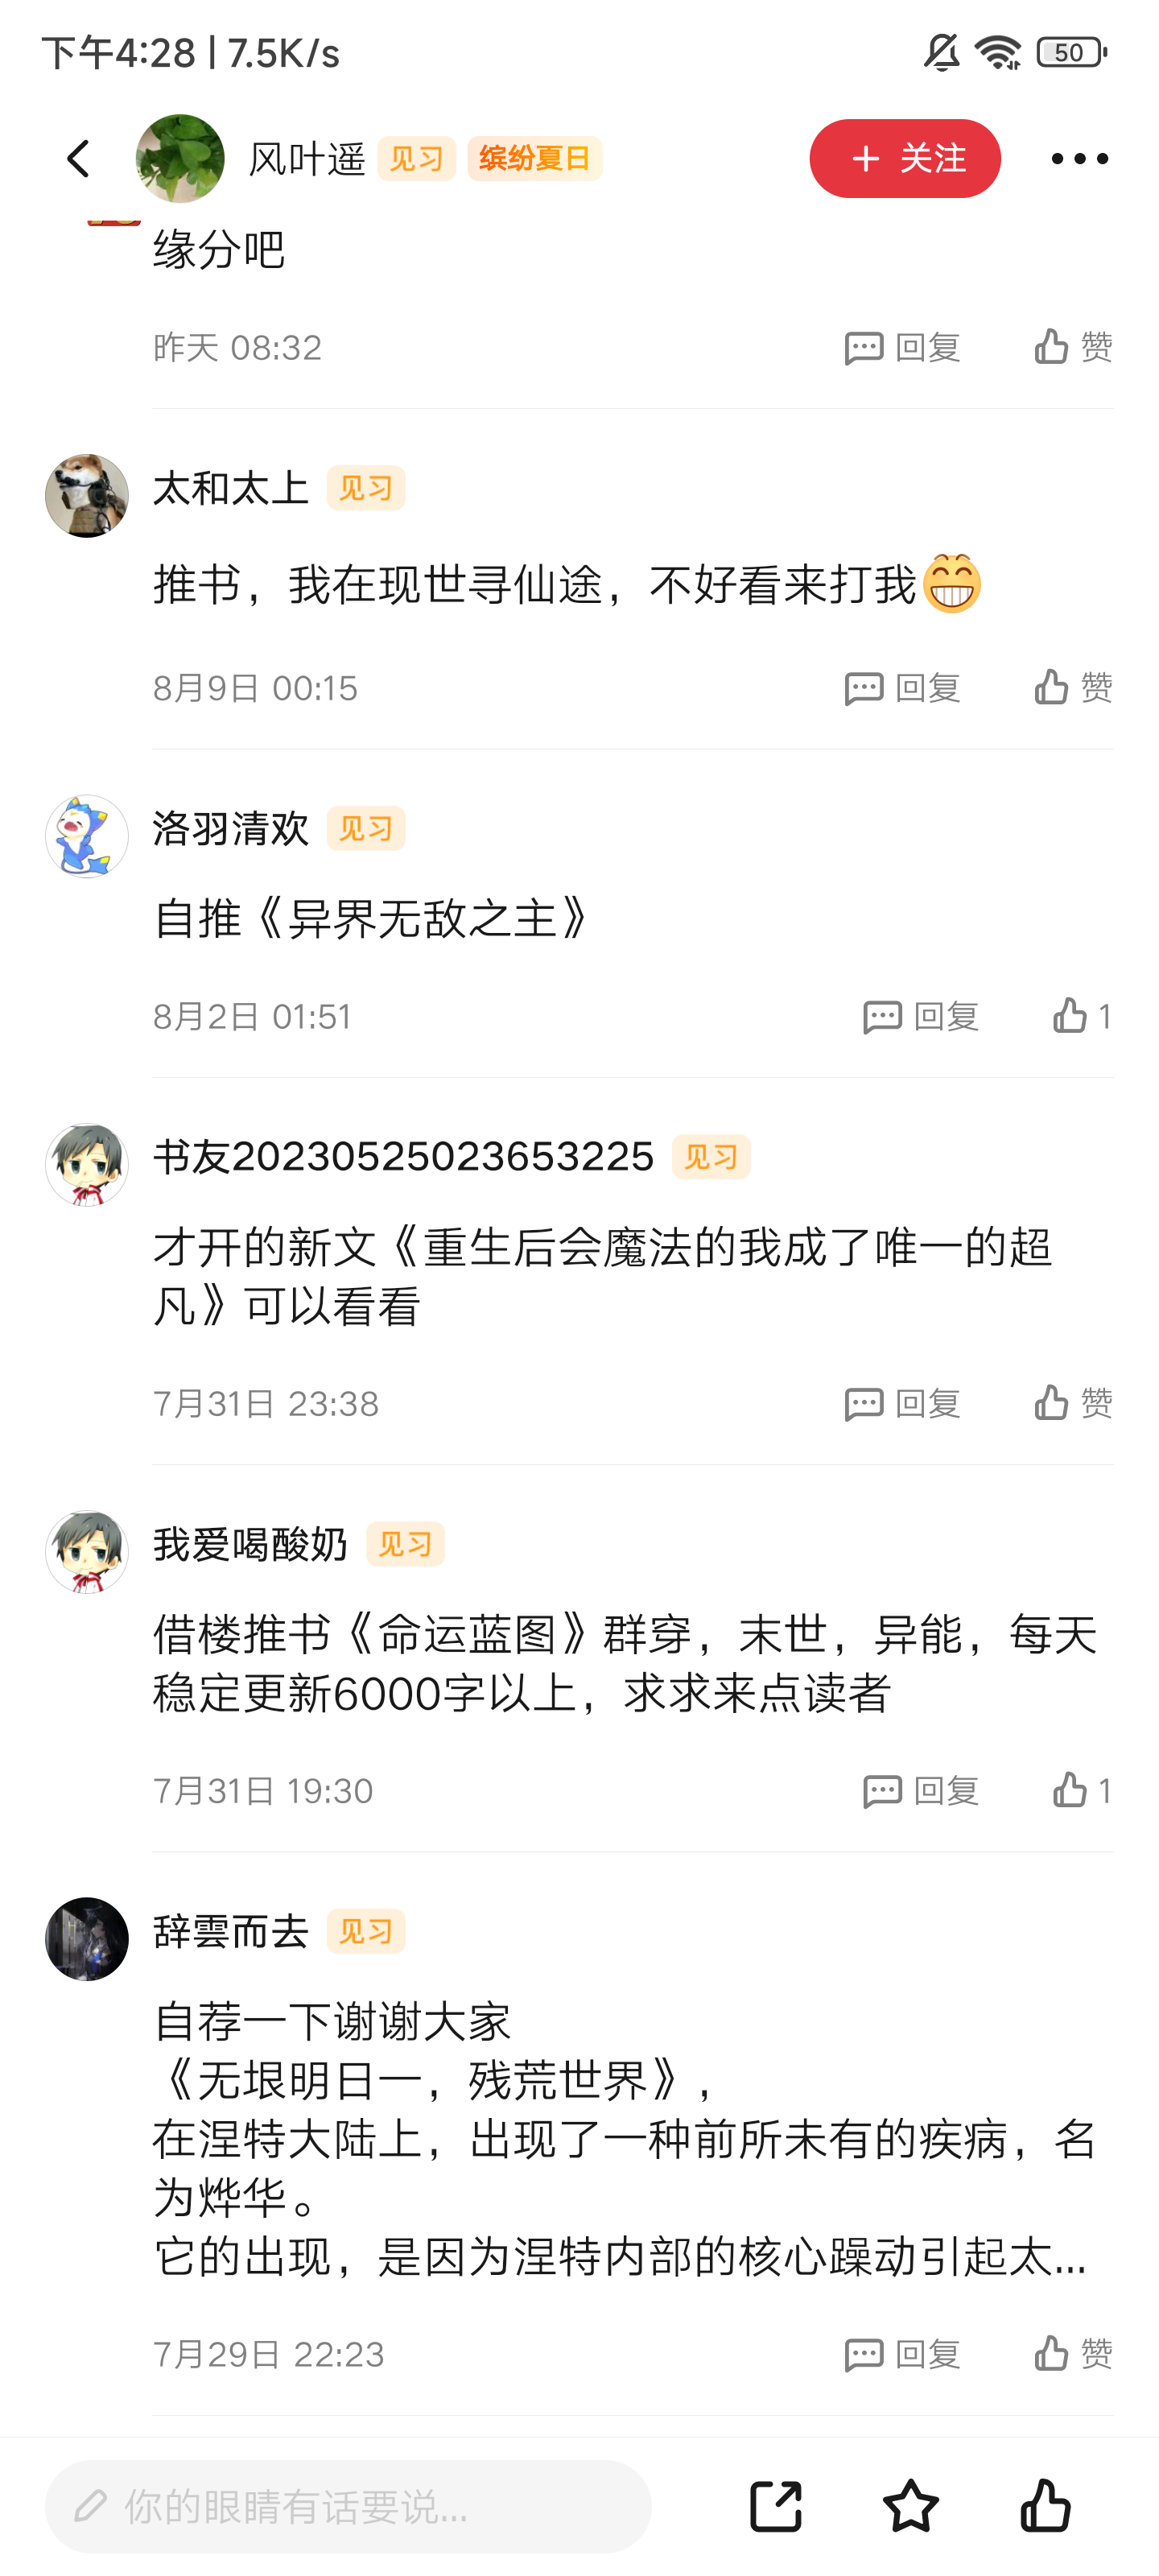 下午4:28 | 7.5K/s
50
风叶遥 见习 缤纷夏日
+ 关注
缘分吧
昨天 08:32 回复 赞
太和太上 见习
推书，我在现世寻仙途，不好看来打我😁
8月9日 00:15 回复 赞
洛羽清欢 见习
自推《异界无敌之主》
8月2日 01:51 回复 1
书友20230525023653225 见习
才开的新文《重生后会魔法的我成了唯一的超
凡》可以看看
7月31日 23:38 回复 赞
我爱喝酸奶 见习
借楼推书《命运蓝图》群穿，末世，异能，每天
稳定更新6000字以上，求求来点读者
7月31日 19:30 回复 1
辞雲而去 见习
自荐一下谢谢大家
《无垠明日一，残荒世界》，
在涅特大陆上，出现了一种前所未有的疾病，名
为烨华。
它的出现，是因为涅特内部的核心躁动引起太...
7月29日 22:23 回复 赞
你的眼睛有话要说...